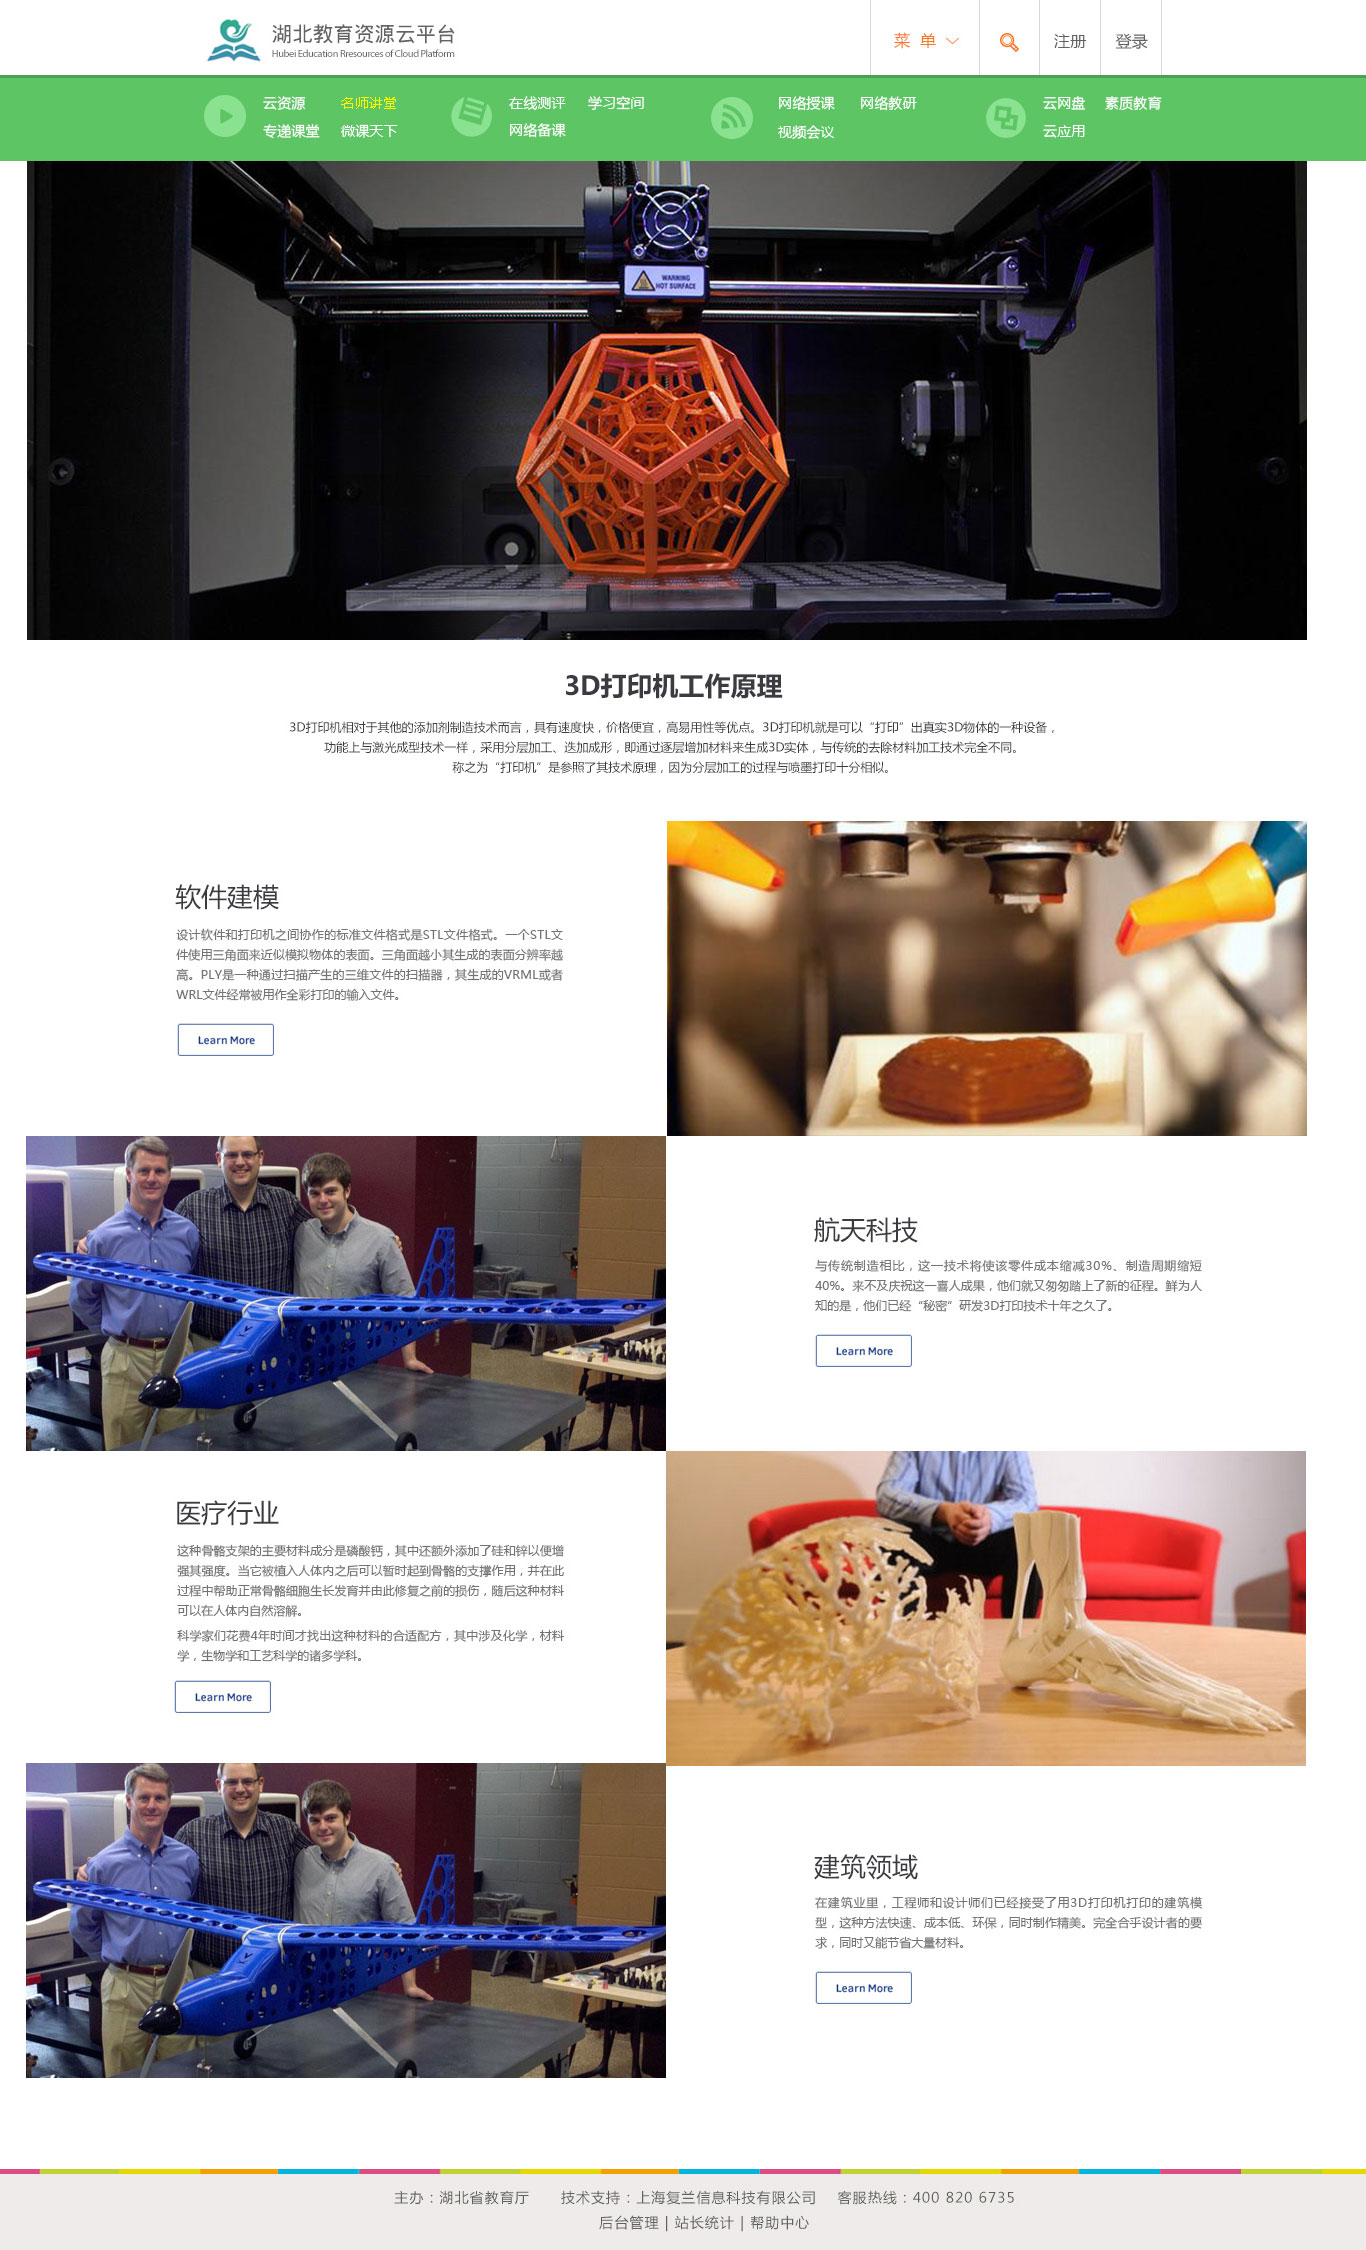 湖北教育资源云平台
Hubei Education Rresources of Cloud Platform
菜 单
注册
登录
云资源 名师讲堂 在线测评 学习空间 网络授课 网络教研 云网盘 素质教育
专递课堂 微课天下 网络备课 视频会议 云应用
WARNING
HOT SURFACE
3D打印机工作原理
3D打印机相对于其他的添加剂制造技术而言，具有速度快，价格便宜，高易用性等优点。3D打印机就是可以“打印”出真实3D物体的一种设备，
功能上与激光成型技术一样，采用分层加工、迭加成形，即通过逐层增加材料来生成3D实体，与传统的去除材料加工技术完全不同。
称之为“打印机”是参照了其技术原理，因为分层加工的过程与喷墨打印十分相似。
软件建模
设计软件和打印机之间协作的标准文件格式是STL文件格式。一个STL文
件使用三角面来近似模拟物体的表面。三角面越小其生成的表面分辨率越
高。PLY是一种通过扫描产生的三维文件的扫描器，其生成的VRML或者
WRL文件经常被用作全彩打印的输入文件。
Learn More
航天科技
与传统制造相比，这一技术将使该零件成本缩减30%、制造周期缩短
40%。来不及庆祝这一喜人成果，他们就又匆匆踏上了新的征程。鲜为人
知的是，他们已经“秘密”研发3D打印技术十年之久了。
Learn More
医疗行业
这种骨骼支架的主要材料成分是磷酸钙，其中还额外添加了硅和锌以便增
强其强度。当它被植入人体内之后可以暂时起到骨骼的支撑作用，并在此
过程中帮助正常骨骼细胞生长发育并由此修复之前的损伤，随后这种材料
可以在人体内自然溶解。
科学家们花费4年时间才找出这种材料的合适配方，其中涉及化学，材料
学，生物学和工艺科学的诸多学科。
Learn More
建筑领域
在建筑业里，工程师和设计师们已经接受了用3D打印机打印的建筑模
型，这种方法快速、成本低、环保，同时制作精美。完全合乎设计者的要
求，同时又能节省大量材料。
Learn More
主办：湖北省教育厅 技术支持：上海复兰信息科技有限公司 客服热线：400 820 6735
后台管理 | 站长统计 | 帮助中心